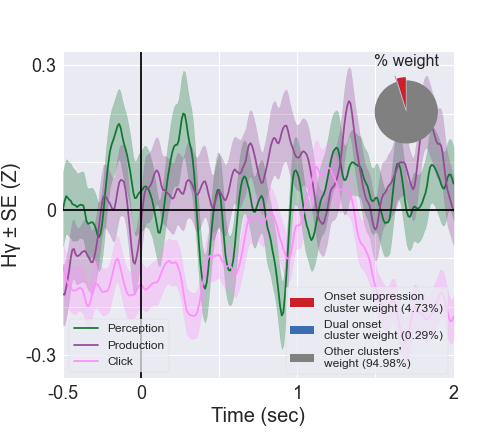 % weight
0.3
0
-0.3
Hγ ± SE (Z)
Perception
Production
Click
Onset suppression
cluster weight (4.73%)
Dual onset
cluster weight (0.29%)
Other clusters'
weight (94.98%)
-0.5
0
1
2
Time (sec)